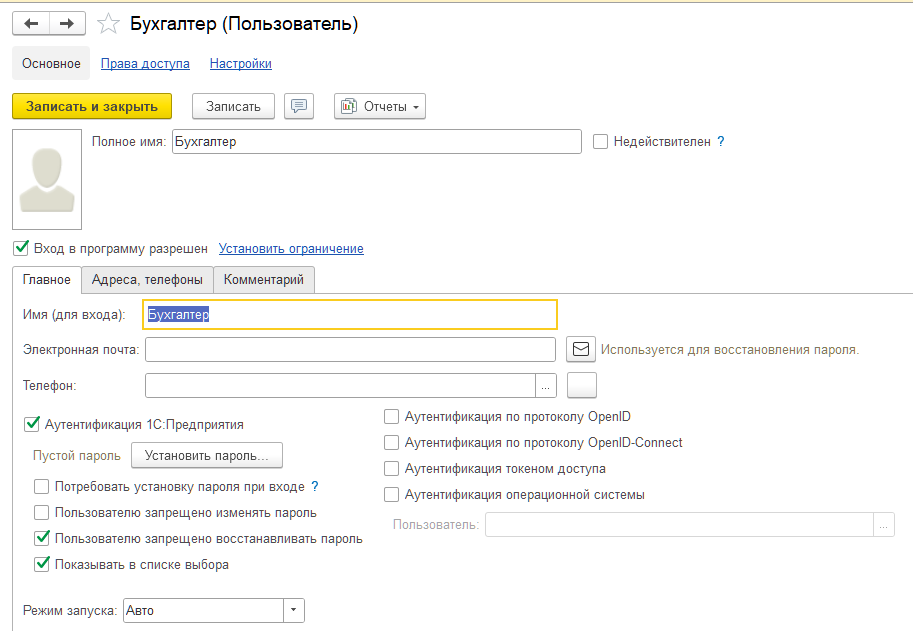 Бухгалтер (Пользователь)
Основное Права доступа Настройки
Записать и закрыть Записать Отчеты
Полное имя: Бухгалтер Недействителен ?
Вход в программу разрешен Установить ограничение
Главное Адреса, телефоны Комментарий
Имя (для входа): Бухгалтер
Электронная почта: Используется для восстановления пароля.
Телефон: ...
Аутентификация 1С:Предприятия
Пустой пароль Установить пароль...
Потребовать установку пароля при входе ?
Пользователю запрещено изменять пароль
Пользователю запрещено восстанавливать пароль
Показывать в списке выбора
Аутентификация по протоколу OpenID
Аутентификация по протоколу OpenID-Connect
Аутентификация токеном доступа
Аутентификация операционной системы
Пользователь: ...
Режим запуска: Авто